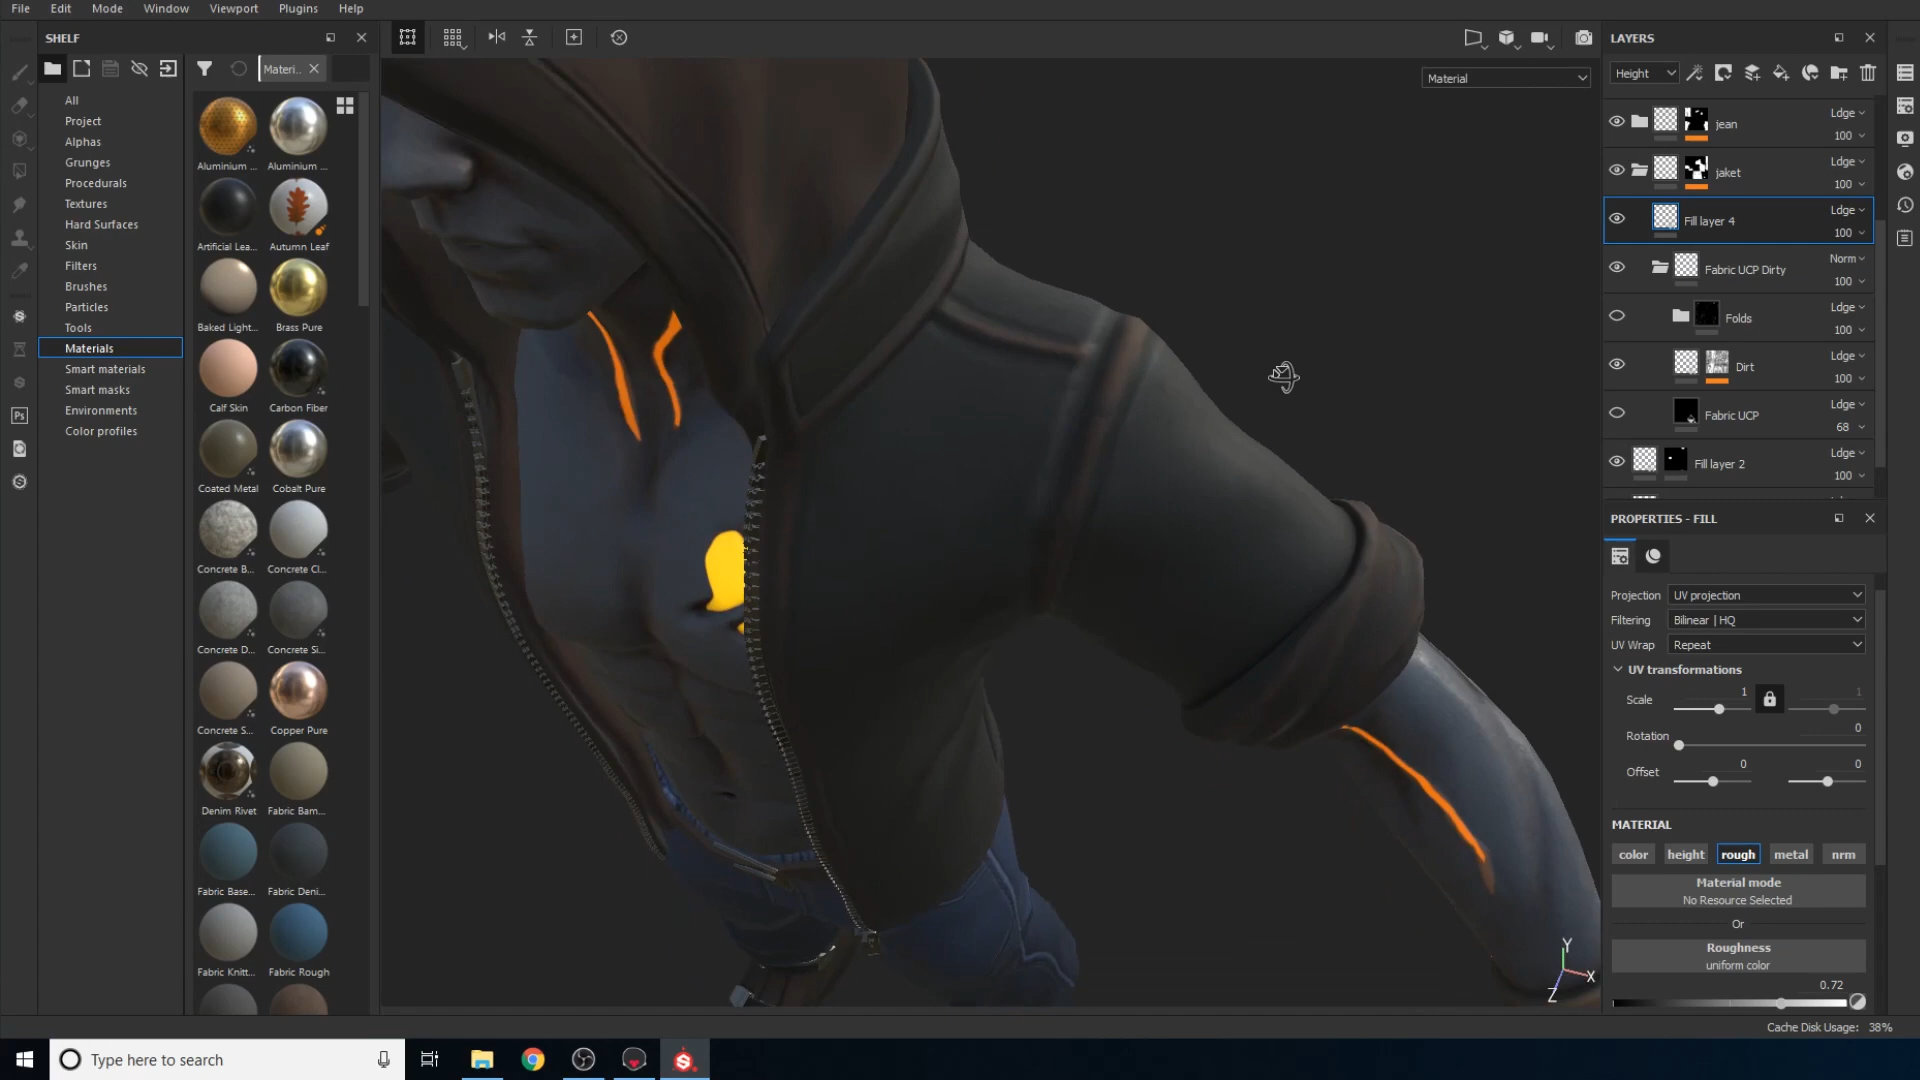 File Edit Mode Window Viewport Plugins Help
SHELF
Materi..
All
Project
Alphas
Grunges
Procedurals
Textures
Hard Surfaces
Skin
Filters
Brushes
Particles
Tools
Materials
Smart materials
Smart masks
Environments
Color profiles
Aluminium ... Aluminium ...
Artificial Lea... Autumn Leaf
Baked Light... Brass Pure
Calf Skin Carbon Fiber
Coated Metal Cobalt Pure
Concrete B... Concrete Cl...
Concrete D... Concrete Si...
Concrete S... Copper Pure
Denim Rivet Fabric Bam...
Fabric Base... Fabric Deni...
Fabric Knitt... Fabric Rough
Ps
Material
Y
X
Z
LAYERS
Height
jean Ldge 100
jaket Ldge 100
Fill layer 4 Ldge 100
Fabric UCP Dirty Norm 100
Folds Ldge 100
Dirt Ldge 100
Fabric UCP Ldge 68
Fill layer 2 Ldge 100
PROPERTIES - FILL
Projection UV projection
Filtering Bilinear | HQ
UV Wrap Repeat
UV transformations
Scale 1 1
Rotation 0
Offset 0 0
MATERIAL
color height rough metal nrm
Material mode
No Resource Selected
Or
Roughness
uniform color
0.72
Cache Disk Usage: 38%
Type here to search